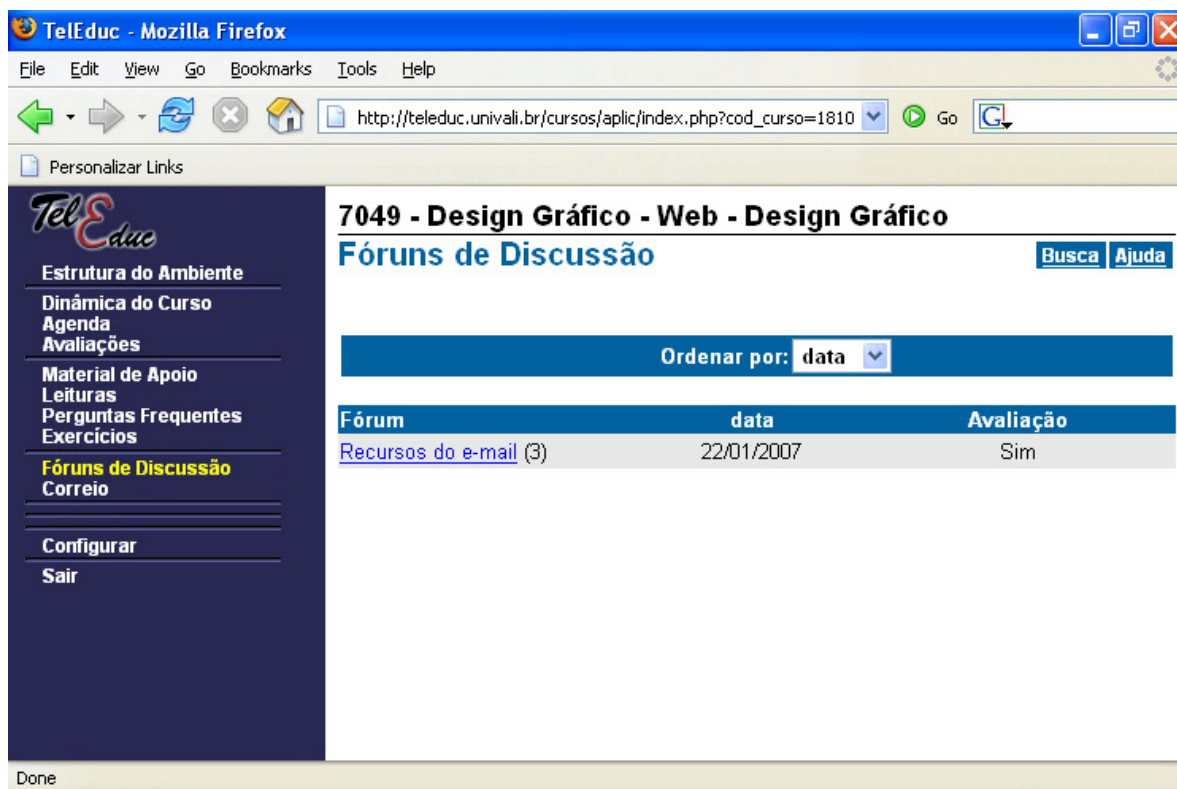 TelEduc - Mozilla Firefox
File Edit View Go Bookmarks Tools Help
http://teleduc.univali.br/cursos/aplic/index.php?cod_curso=1810 Go G
Personalizar Links
TelEduc
Estrutura do Ambiente
Dinâmica do Curso
Agenda
Avaliações
Material de Apoio
Leituras
Perguntas Frequentes
Exercícios
Fóruns de Discussão
Correio
Configurar
Sair
7049 - Design Gráfico - Web - Design Gráfico
Fóruns de Discussão Busca Ajuda
Ordenar por: data
Fórum data Avaliação
Recursos do e-mail (3) 22/01/2007 Sim
Done